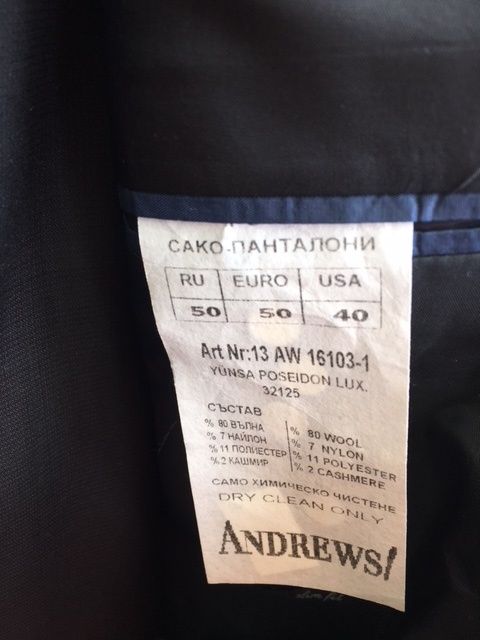 САКО-ПАНТАЛОНИ
RU EURO USA
50 50 40
Art Nr:13 AW 16103-1
YUNSA POSEIDON LUX.
32125
СЪСТАВ
% 80 ВЪЛНА % 80 WOOL
% 7 НАЙЛОН % 7 NYLON
% 11 ПОЛИЕСТЕР % 11 POLYESTER
% 2 КАШМИР % 2 CASHMERE
САМО ХИМИЧЕСКО ЧИСТЕНЕ
DRY CLEAN ONLY
ANDREWS/